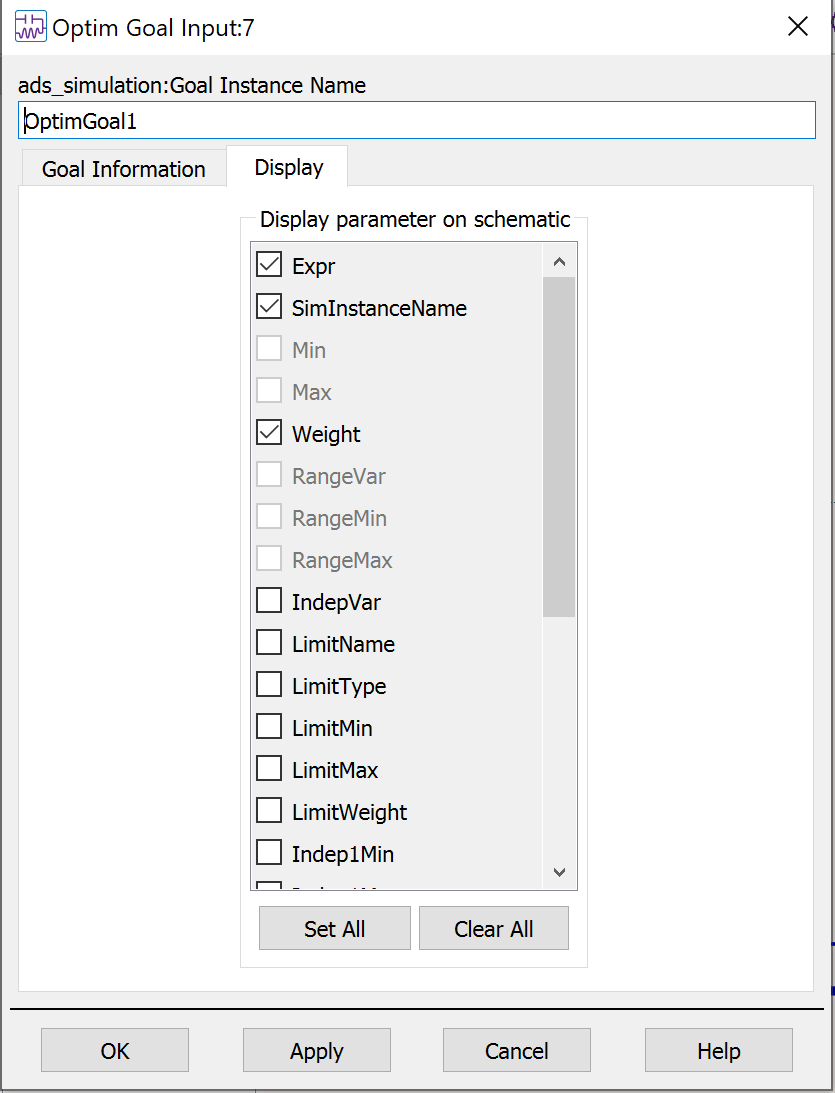 Optim Goal Input:7
ads_simulation:Goal Instance Name
OptimGoal1
Goal Information
Display
Display parameter on schematic
Expr
SimInstanceName
Min
Max
Weight
RangeVar
RangeMin
RangeMax
IndepVar
LimitName
LimitType
LimitMin
LimitMax
LimitWeight
Indep1Min
Set All
Clear All
OK
Apply
Cancel
Help